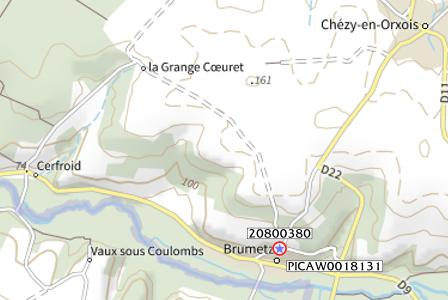 Chézy-en-Orxois
la Grange Cœuret
161
D11
74
Cerfroid
D22
100
20800380
Vaux sous Coulombs
Brumetz
PICAW0018131
D9